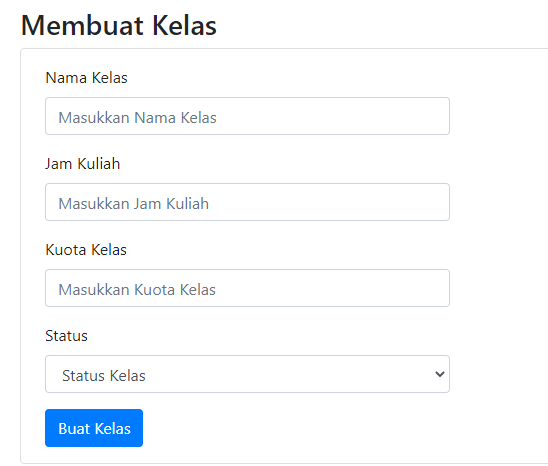 Membuat Kelas
Nama Kelas
Masukkan Nama Kelas
Jam Kuliah
Masukkan Jam Kuliah
Kuota Kelas
Masukkan Kuota Kelas
Status
Status Kelas
Buat Kelas